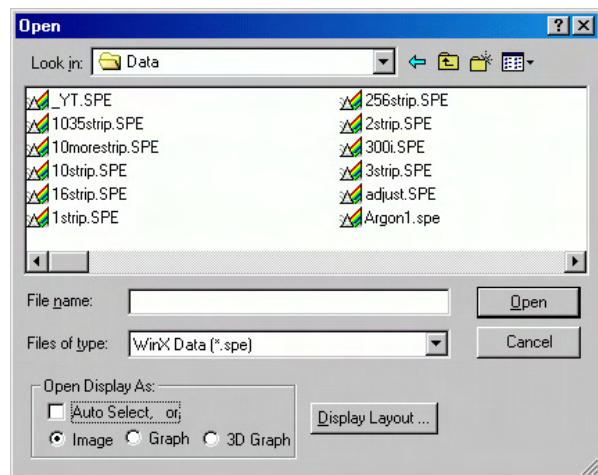 Open
Look in: Data
_YT.SPE
1035strip.SPE
10morestrip.SPE
10strip.SPE
16strip.SPE
1strip.SPE
256strip.SPE
2strip.SPE
300i.SPE
3strip.SPE
adjust.SPE
Argon1.spe
File name:
Open
Files of type: WinX Data (*.spe)
Cancel
Open Display As:
Auto Select, or;
Image Graph 3D Graph
Display Layout ...